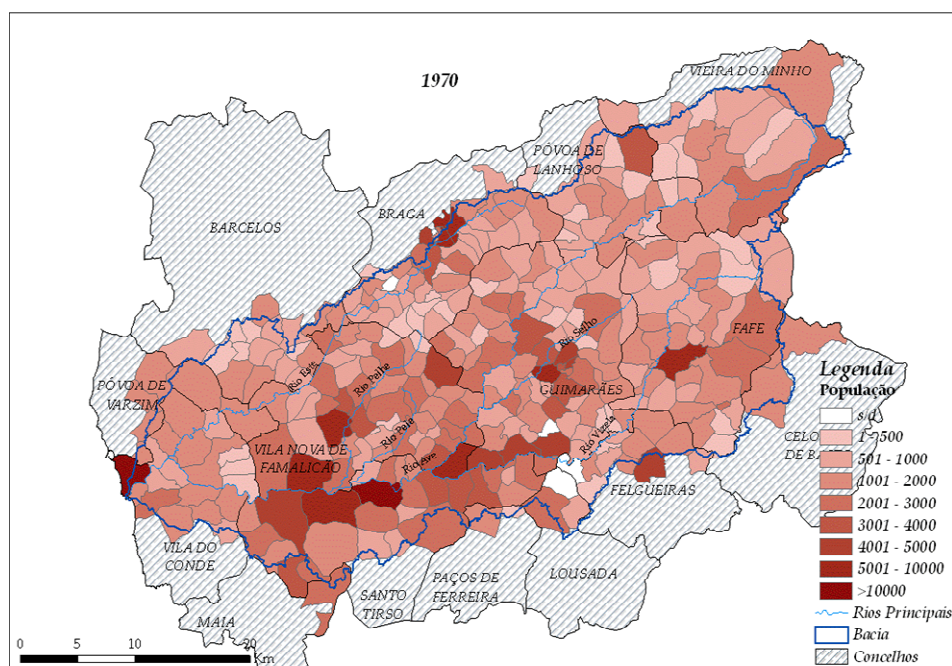 1970
VIEIRA DO MINHO
PÓVOA DE
LANHOSO
BRAGA
BARCELOS
PÓVOA DE
VARZIM
Rio Este
Rio Pelhe
Rio Selho
FAFE
GUIMARÃES
Rio Pele
Rio Vizela
VILA NOVA DE
FAMALICÃO
Rio Ave
FELGUEIRAS
VILA DO
CONDE
MAIA
SANTO
TIRSO
PAÇOS DE
FERREIRA
LOUSADA
DE BA
Legenda
População
s/d
1 - 500
501 - 1000
1001 - 2000
2001 - 3000
3001 - 4000
4001 - 5000
5001 - 10000
>10000
Rios Principais
Bacia
Concelhos
0 5 10 20
Km